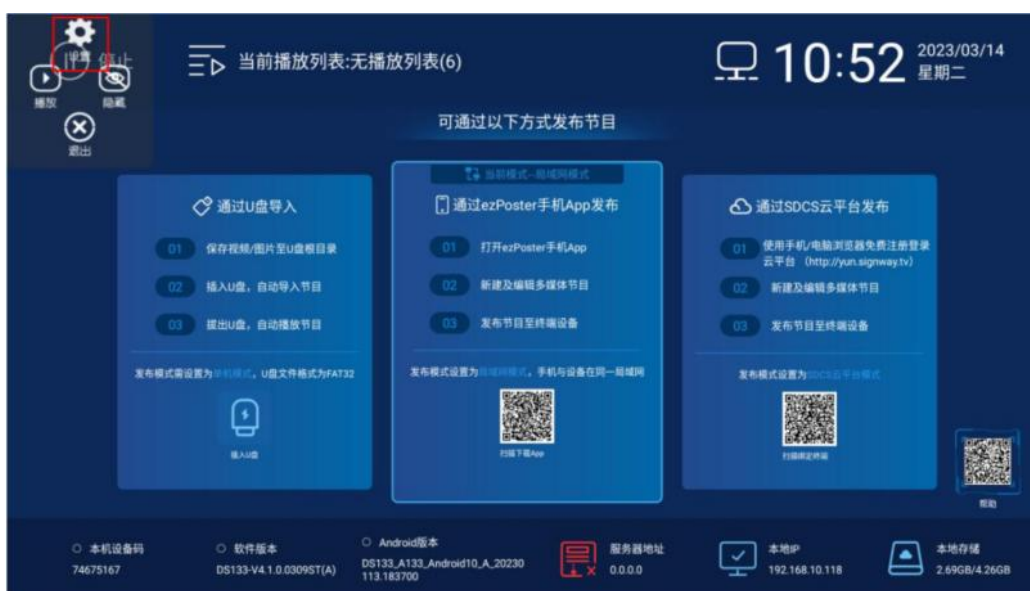 设置
停止
播放
隐藏
退出
当前播放列表:无播放列表(6)
10:52
2023/03/14
星期二
可通过以下方式发布节目
通过U盘导入
01 保存视频/图片至U盘根目录
02 插入U盘，自动导入节目
03 拔出U盘，自动播放节目
发布模式需设置为单机模式，U盘文件格式为FAT32
插入U盘
当前模式--局域网模式
通过ezPoster手机App发布
01 打开ezPoster手机App
02 新建及编辑多媒体节目
03 发布节目至终端设备
发布模式设置为局域网模式，手机与设备在同一局域网
扫描下载App
通过SDCS云平台发布
01 使用手机/电脑浏览器免费注册登录
云平台 （http://yun.signway.tv）
02 新建及编辑多媒体节目
03 发布节目至终端设备
发布模式设置为SDCS云平台模式
扫描绑定终端
帮助
本机设备码
74675167
软件版本
DS133-V4.1.0.0309ST(A)
Android版本
DS133_A133_Android10_A_20230
113.183700
服务器地址
0.0.0.0
本地IP
192.168.10.118
本地存储
2.69GB/4.26GB